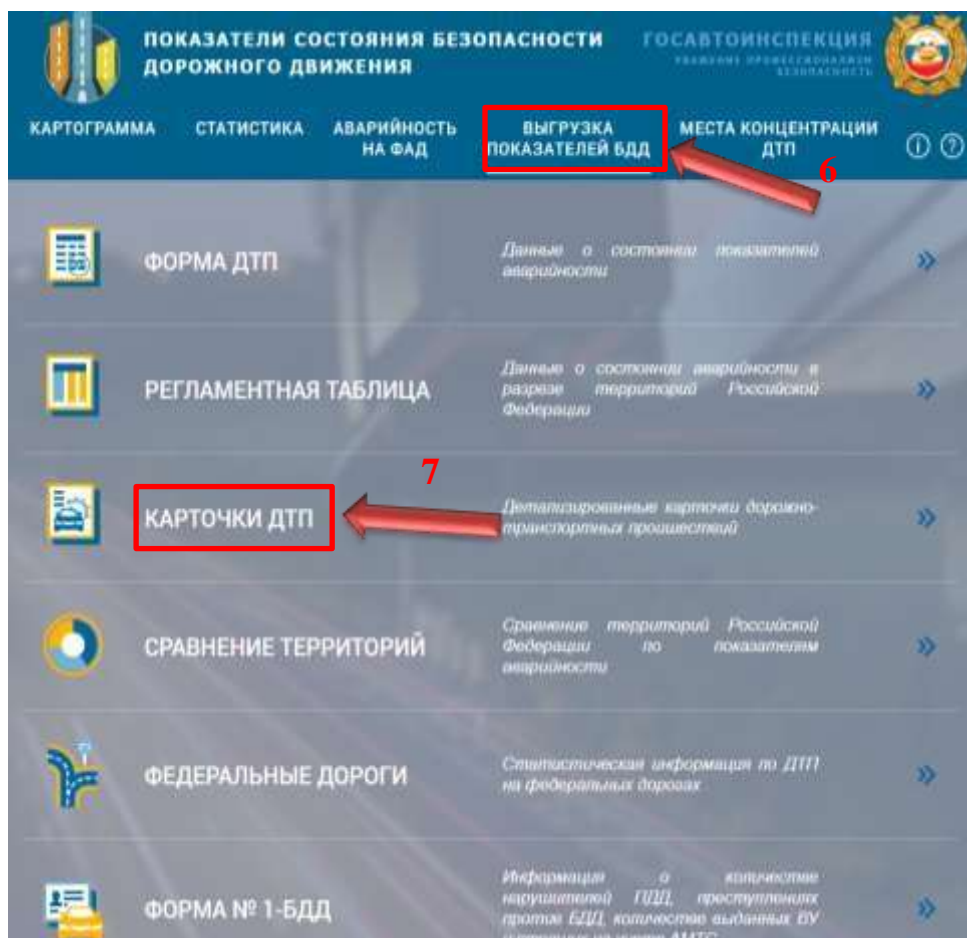 ПОКАЗАТЕЛИ СОСТОЯНИЯ БЕЗОПАСНОСТИ
ДОРОЖНОГО ДВИЖЕНИЯ
ГОСАВТОИНСПЕКЦИЯ
КАРТОГРАММА
СТАТИСТИКА
АВАРИЙНОСТЬ
НА ФАД
ВЫГРУЗКА
ПОКАЗАТЕЛЕЙ БДД
МЕСТА КОНЦЕНТРАЦИИ
ДТП
6
ФОРМА ДТП
Данные о состоянии показателей
аварийности
РЕГЛАМЕНТНАЯ ТАБЛИЦА
Данные о состоянии аварийности в
разрезе территорий Российской
Федерации
7
КАРТОЧКИ ДТП
Детализированные карточки дорожно-
транспортных происшествий
СРАВНЕНИЕ ТЕРРИТОРИЙ
Сравнение территорий Российской
Федерации по показателям
аварийности
ФЕДЕРАЛЬНЫЕ ДОРОГИ
Статистическая информация по ДТП
на федеральных дорогах
ФОРМА № 1-БДД
Информация о количестве
нарушителей ПДД, преступлениях
против БДД, количестве выданных ВУ